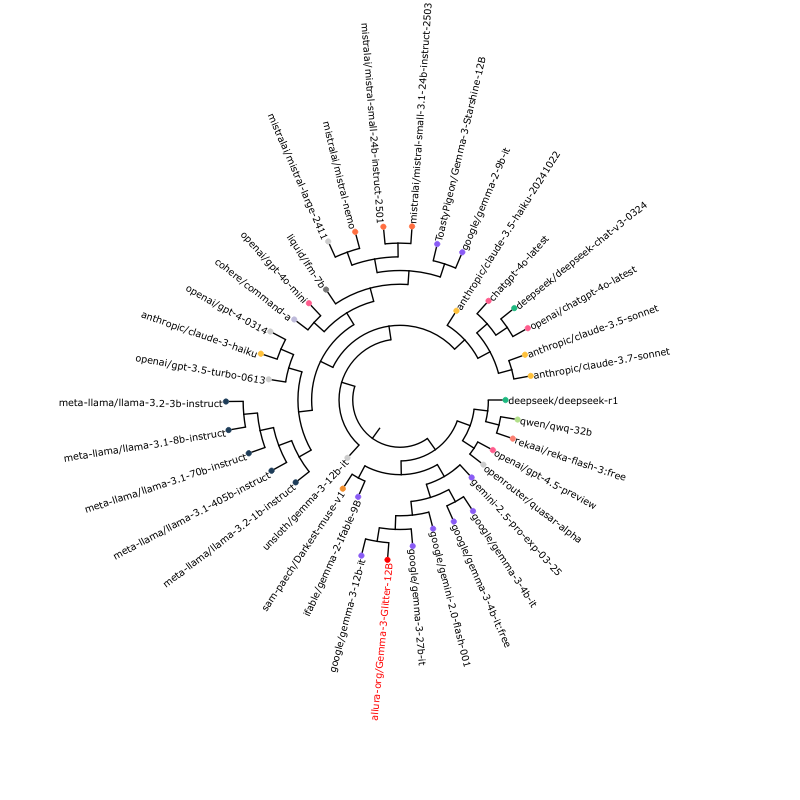 mistralai/mistral-small-3.1-24b-instruct-2503
ToastyPigeon/Gemma-3-Starshine-12B
google/gemma-2-9b-it
anthropic/claude-3.5-haiku-20241022
chatgpt-4o-latest
deepseek/deepseek-chat-v3-0324
openai/chatgpt-4o-latest
anthropic/claude-3.5-sonnet
anthropic/claude-3.7-sonnet
deepseek/deepseek-r1
qwen/qwq-32b
rekaai/reka-flash-3:free
openai/gpt-4.5-preview
openrouter/quasar-alpha
gemini-2.5-pro-exp-03-25
google/gemma-3-4b-it
google/gemma-3-4b-it:free
google/gemini-2.0-flash-001
google/gemma-3-27b-it
allura-org/Gemma-3-Glitter-12B
google/gemma-3-12b-it
ifable/gemma-2-Ifable-9B
sam-paech/Darkest-muse-v1
unsloth/gemma-3-12b-it
meta-llama/llama-3.2-1b-instruct
meta-llama/llama-3.1-405b-instruct
meta-llama/llama-3.1-70b-instruct
meta-llama/llama-3.1-8b-instruct
meta-llama/llama-3.2-3b-instruct
openai/gpt-3.5-turbo-0613
anthropic/claude-3-haiku
openai/gpt-4-0314
cohere/command-a
openai/gpt-4o-mini
liquid/lfm-7b
mistralai/mistral-large-2411
mistralai/mistral-nemo
mistralai/mistral-small-24b-instruct-2501